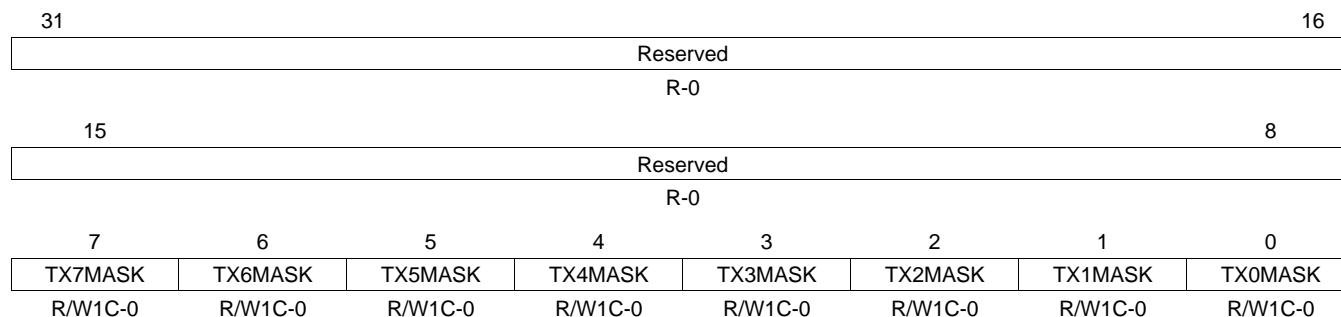 31 16
Reserved
R-0
15 8
Reserved
R-0
7 6 5 4 3 2 1 0
TX7MASK TX6MASK TX5MASK TX4MASK TX3MASK TX2MASK TX1MASK TX0MASK
R/W1C-0 R/W1C-0 R/W1C-0 R/W1C-0 R/W1C-0 R/W1C-0 R/W1C-0 R/W1C-0